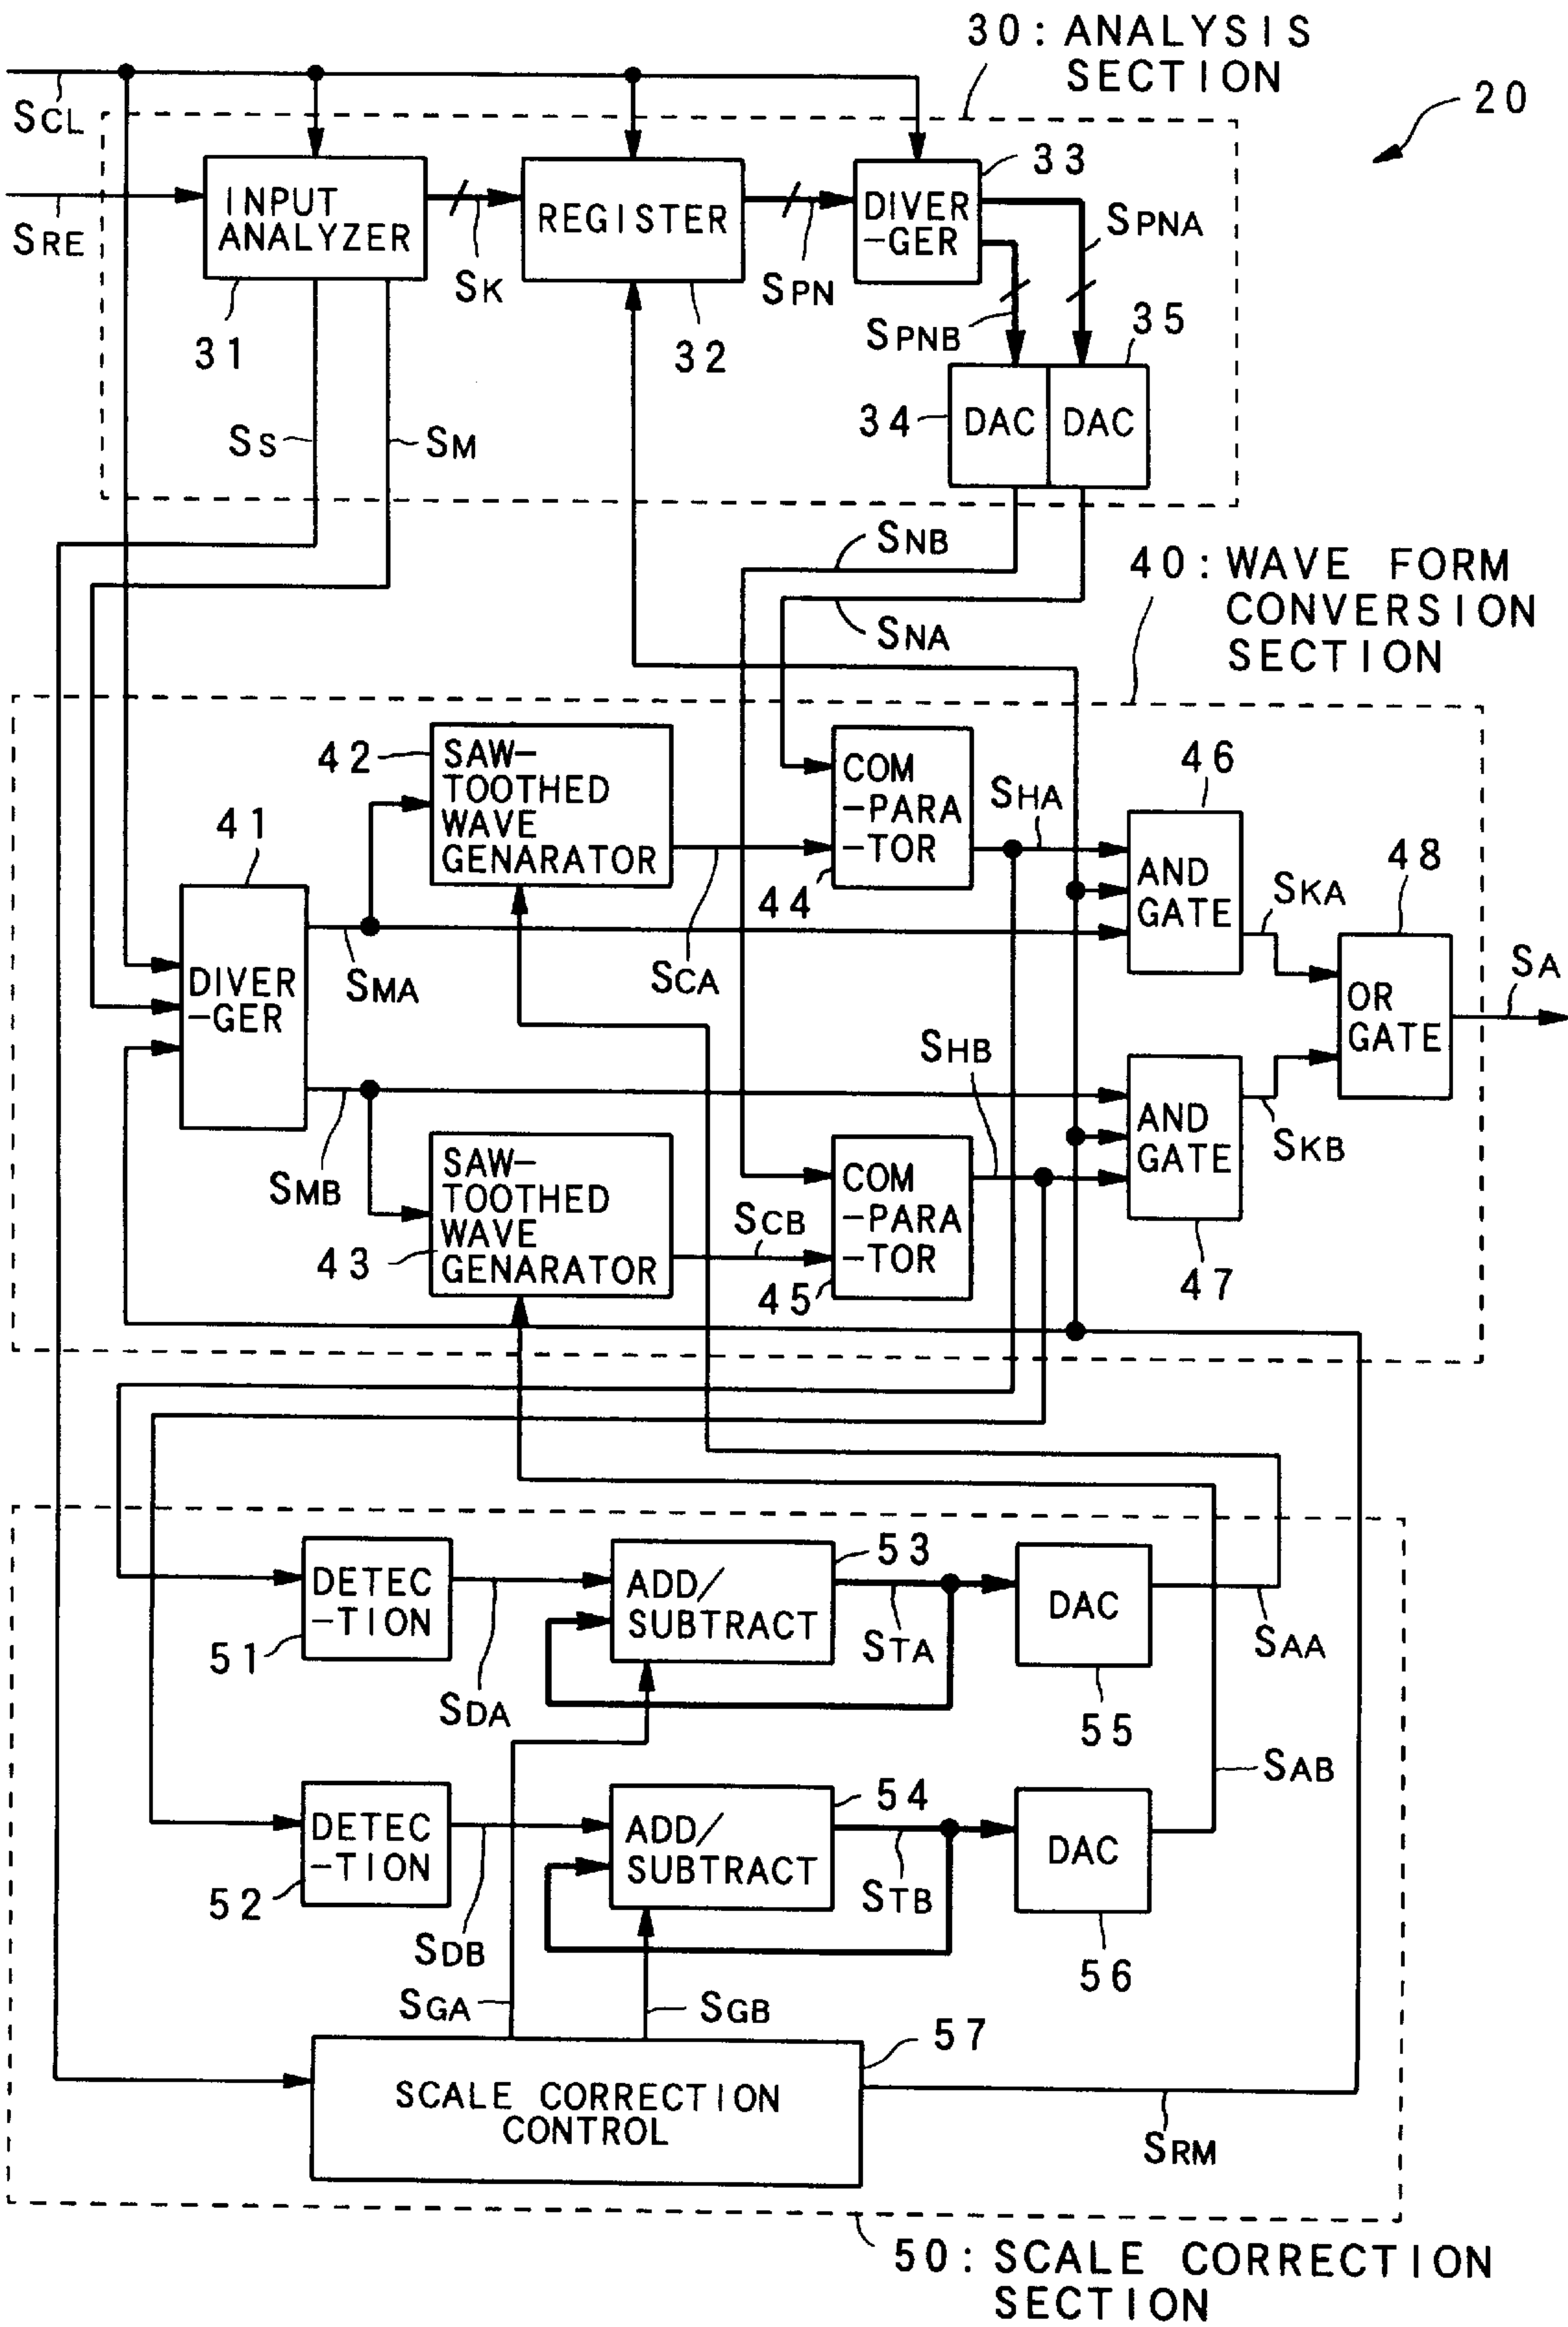 30: ANALYSIS
SECTION
20
SCL
SRE
INPUT
ANALYZER
31
SK
REGISTER
32
SPN
DIVER
-GER
33
SPNA
SPNB
35
34
DAC
DAC
SS
SM
SNB
SNA
40: WAVE FORM
CONVERSION
SECTION
42
SAW-
TOOTHED
WAVE
GENARATOR
COM
-PARA
-TOR
44
SHA
46
AND
GATE
SKA
48
OR
GATE
SA
41
DIVER
-GER
SMA
SCA
SHB
SMB
SAW-
TOOTHED
WAVE
GENARATOR
43
SCB
COM
-PARA
-TOR
45
AND
GATE
SKB
47
DETEC
-TION
51
SDA
ADD/
SUBTRACT
53
STA
DAC
55
SAA
SAB
DETEC
-TION
52
SDB
ADD/
SUBTRACT
54
STB
DAC
56
SGA
SGB
57
SCALE CORRECTION
CONTROL
SRM
50: SCALE CORRECTION
SECTION